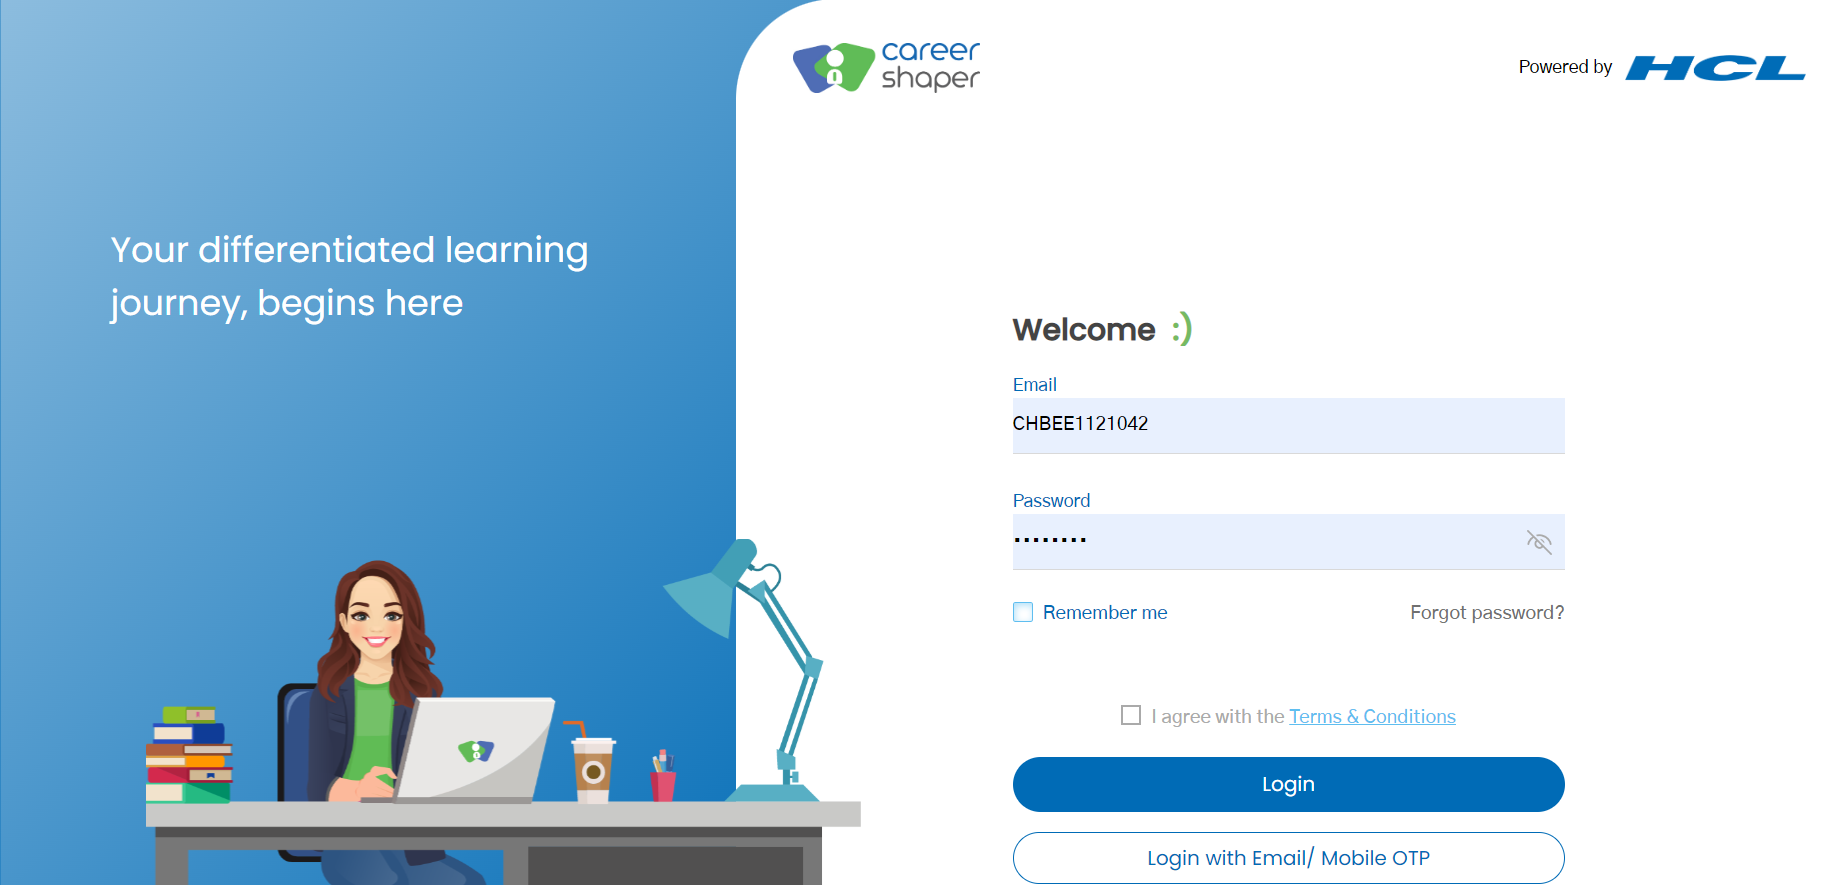 career
shaper
Powered by HCL
Your differentiated learning
journey, begins here
Welcome :)
Email
CHBEE1121042
Password
••••••••
Remember me
Forgot password?
I agree with the Terms & Conditions
Login
Login with Email/ Mobile OTP